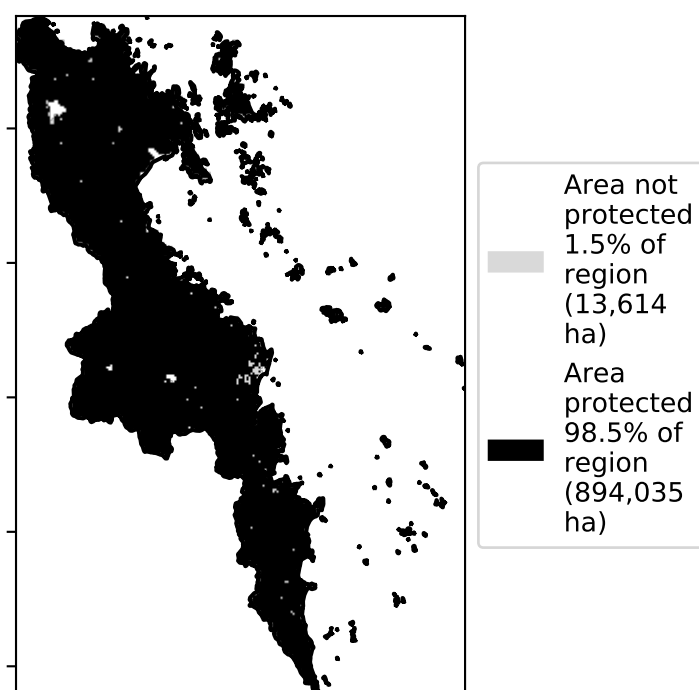 Area not
protected
1.5% of
region
(13,614
ha)
Area
protected
98.5% of
region
(894,035
ha)